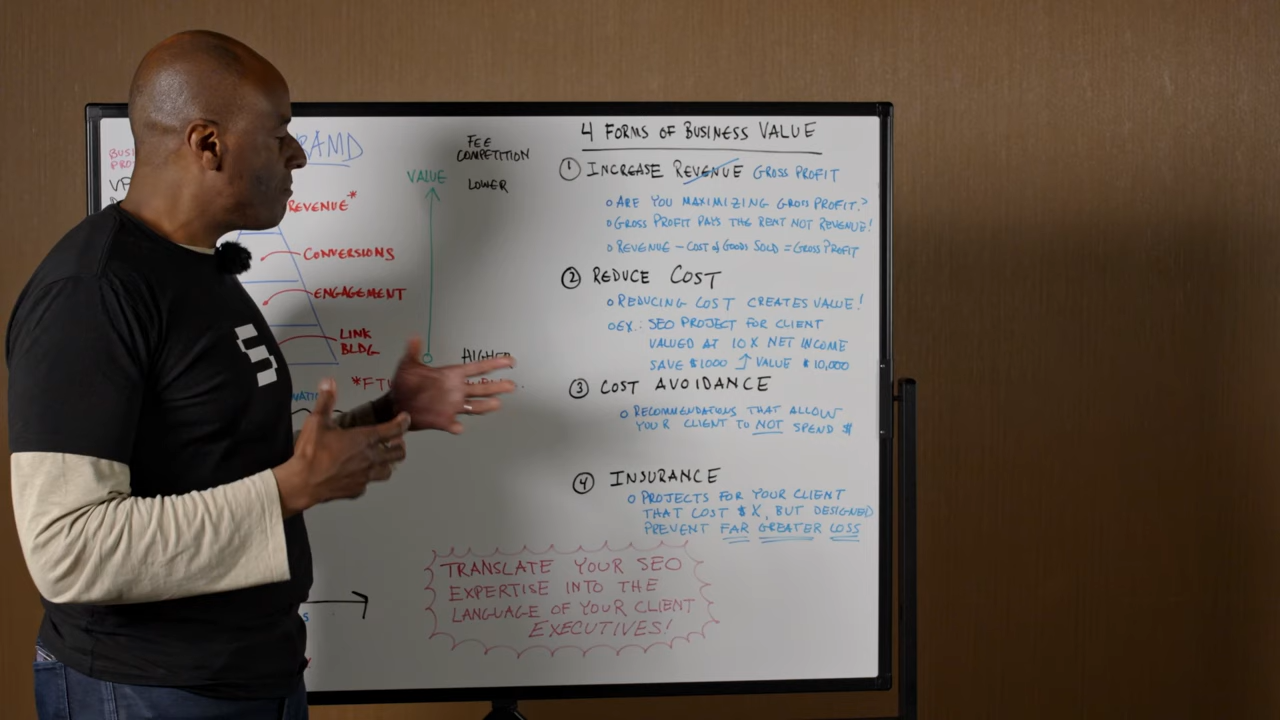 RAND
BUSI
PRO
VALUE
REVENUE*
CONVERSIONS
ENGAGEMENT
LINK
BLDG
FEE
COMPETITION
LOWER
HIGHER
4 FORMS OF BUSINESS VALUE
① INCREASE REVENUE GROSS PROFIT
o ARE YOU MAXIMIZING GROSS PROFIT?
o GROSS PROFIT PAYS THE RENT NOT REVENUE!
o REVENUE - COST of GOODS SOLD = GROSS PROFIT
② REDUCE COST
o REDUCING COST CREATES VALUE!
o EX.: SEO PROJECT FOR CLIENT
VALUED AT 10 X NET INCOME
SAVE $1000 ↑ VALUE $10,000
③ COST AVOIDANCE
o RECOMMENDATIONS THAT ALLOW
YOUR CLIENT TO NOT SPEND $
④ INSURANCE
o PROJECTS FOR YOUR CLIENT
THAT COST $X, BUT DESIGNED
PREVENT FAR GREATER LOSS
TRANSLATE YOUR SEO
EXPERTISE INTO THE
LANGUAGE OF YOUR CLIENT
EXECUTIVES!